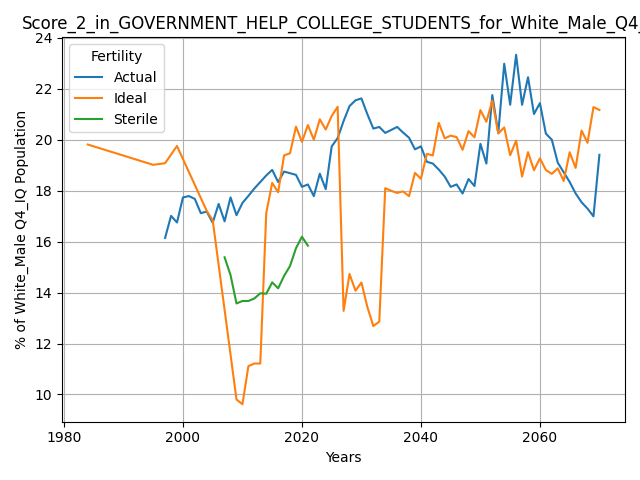 Score_2_in_GOVERNMENT_HELP_COLLEGE_STUDENTS_for_White_Male_Q4_
Fertility
Actual
Ideal
Sterile
% of White_Male Q4_IQ Population
24
22
20
18
16
14
12
10
1980 2000 2020 2040 2060
Years